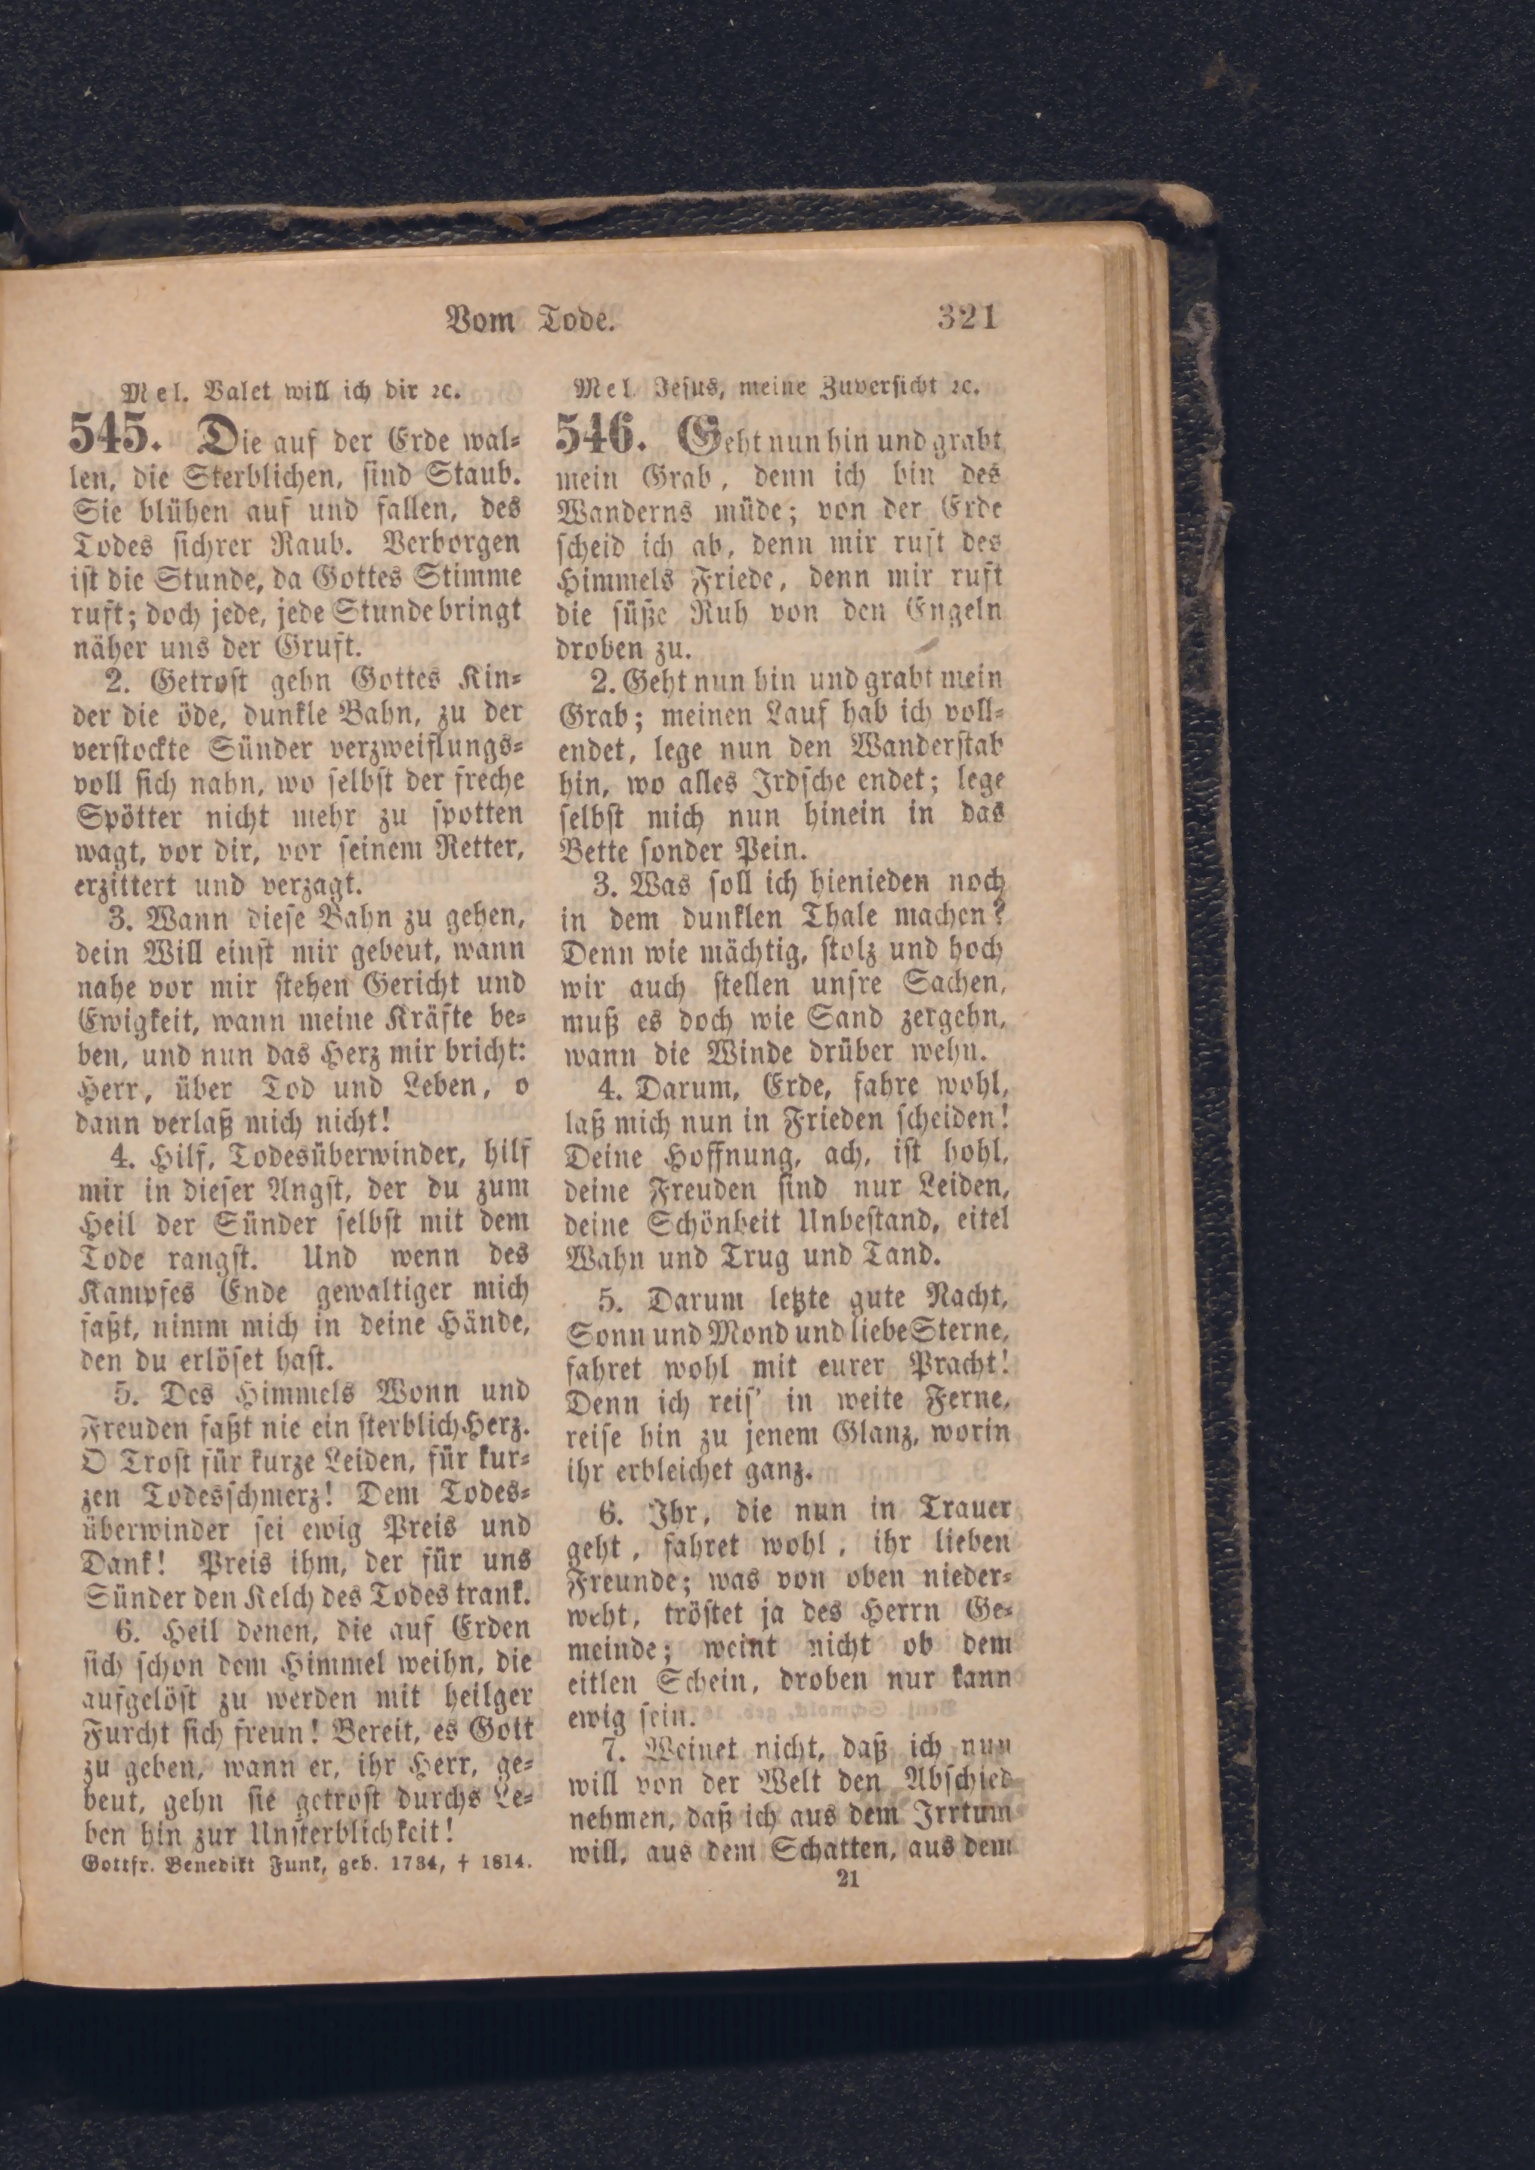 Vom Tode. 321
Mel. Valet will ich dir ꝛc.
545. Die auf der Erde wal-
len, die Sterblichen, sind Staub.
Sie blühen auf und fallen, des
Todes sichrer Raub. Verborgen
ist die Stunde, da Gottes Stimme
ruft; doch jede, jede Stunde bringt
näher uns der Gruft.
2. Getrost gehn Gottes Kin-
der die öde, dunkle Bahn, zu der
verstockte Sünder verzweiflungs-
voll sich nahn, wo selbst der freche
Spötter nicht mehr zu spotten
wagt, vor dir, vor seinem Retter,
erzittert und verzagt.
3. Wann diese Bahn zu gehen,
dein Will einst mir gebeut, wann
nahe vor mir stehen Gericht und
Ewigkeit, wann meine Kräfte be-
ben, und nun das Herz mir bricht:
Herr, über Tod und Leben, o
dann verlaß mich nicht!
4. Hilf, Todesüberwinder, hilf
mir in dieser Angst, der du zum
Heil der Sünder selbst mit dem
Tode rangst. Und wenn des
Kampfes Ende gewaltiger mich
faßt, nimm mich in deine Hände,
den du erlöset hast.
5. Des Himmels Wonn und
Freuden faßt nie ein sterblich Herz.
O Trost für kurze Leiden, für kur-
zen Todesschmerz! Dem Todes-
überwinder sei ewig Preis und
Dank! Preis ihm, der für uns
Sünder den Kelch des Todes trank.
6. Heil denen, die auf Erden
sich schon dem Himmel weihn, die
aufgelöst zu werden mit heilger
Furcht sich freun! Bereit, es Gott
zu geben, wann er, ihr Herr, ge-
beut, gehn sie getrost durchs Le-
ben hin zur Unsterblichkeit!
Gottfr. Benedikt Funk, geb. 1734, † 1814.
Mel. Jesus, meine Zuversicht ꝛc.
546. Geht nun hin und grabt
mein Grab, denn ich bin des
Wanderns müde; von der Erde
scheid ich ab, denn mir ruft des
Himmels Friede, denn mir ruft
die süße Ruh von den Engeln
droben zu.
2. Geht nun hin und grabt mein
Grab; meinen Lauf hab ich voll-
endet, lege nun den Wanderstab
hin, wo alles Irdsche endet; lege
selbst mich nun hinein in das
Bette sonder Pein.
3. Was soll ich hienieden noch
in dem dunklen Thale machen?
Denn wie mächtig, stolz und hoch
wir auch stellen unsre Sachen,
muß es doch wie Sand zergehn,
wann die Winde drüber wehn.
4. Darum, Erde, fahre wohl,
laß mich nun in Frieden scheiden!
Deine Hoffnung, ach, ist hohl,
deine Freuden sind nur Leiden,
deine Schönheit Unbestand, eitel
Wahn und Trug und Tand.
5. Darum letzte gute Nacht,
Sonn und Mond und liebe Sterne,
fahret wohl mit eurer Pracht!
Denn ich reis' in weite Ferne,
reise hin zu jenem Glanz, worin
ihr erbleichet ganz.
6. Ihr, die nun in Trauer
geht, fahret wohl, ihr lieben
Freunde; was von oben nieder-
weht, tröstet ja des Herrn Ge-
meinde; weint nicht ob dem
eitlen Schein, droben nur kann
ewig sein.
7. Weinet nicht, daß ich nun
will von der Welt den Abschied
nehmen, daß ich aus dem Irrtum
will, aus dem Schatten, aus dem
21